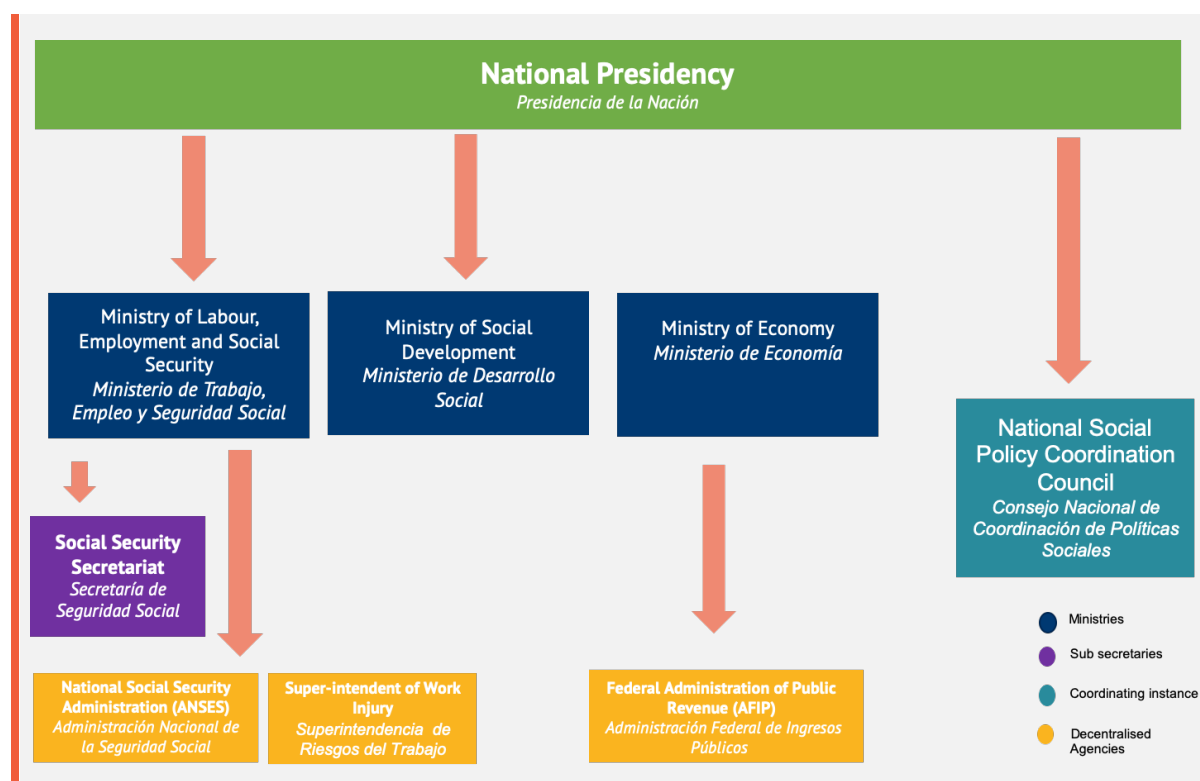 National Presidency
Presidencia de la Nación
Ministry of Labour,
Employment and Social
Security
Ministerio de Trabajo,
Empleo y Seguridad Social
Ministry of Social
Development
Ministerio de Desarrollo
Social
Ministry of Economy
Ministerio de Economía
National Social
Policy Coordination
Council
Consejo Nacional de
Coordinación de Políticas
Sociales
Social Security
Secretariat
Secretaría de
Seguridad Social
National Social Security
Administration (ANSES)
Administración Nacional de
la Seguridad Social
Super-intendent of Work
Injury
Superintendencia de
Riesgos del Trabajo
Federal Administration of Public
Revenue (AFIP)
Administración Federal de Ingresos
Públicos
Ministries
Sub secretaries
Coordinating instance
Decentralised
Agencies